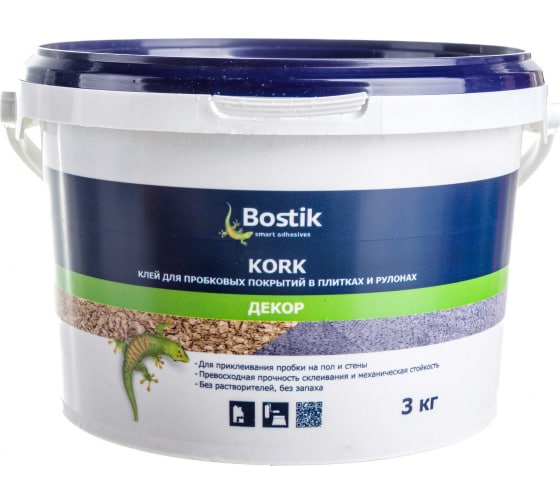 Bostik
smart adhesives
KORK
КЛЕЙ ДЛЯ ПРОБКОВЫХ ПОКРЫТИЙ В ПЛИТКАХ И РУЛОНАХ
ДЕКОР
- Для приклеивания пробки на пол и стены
- Превосходная прочность склеивания и механическая стойкость
- Без растворителей, без запаха
3 кг